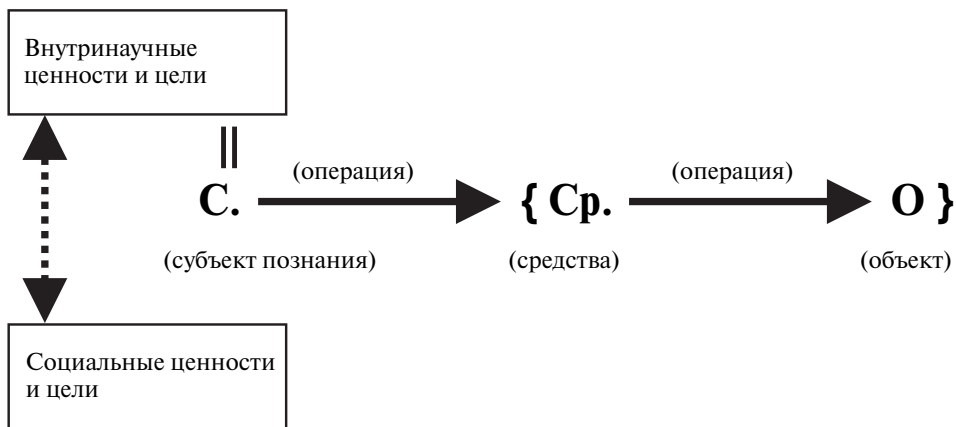 Внутринаучные
ценности и цели
(операция)
(операция)
С.
{ Ср.
О }
(субъект познания)
(средства)
(объект)
Социальные ценности
и цели